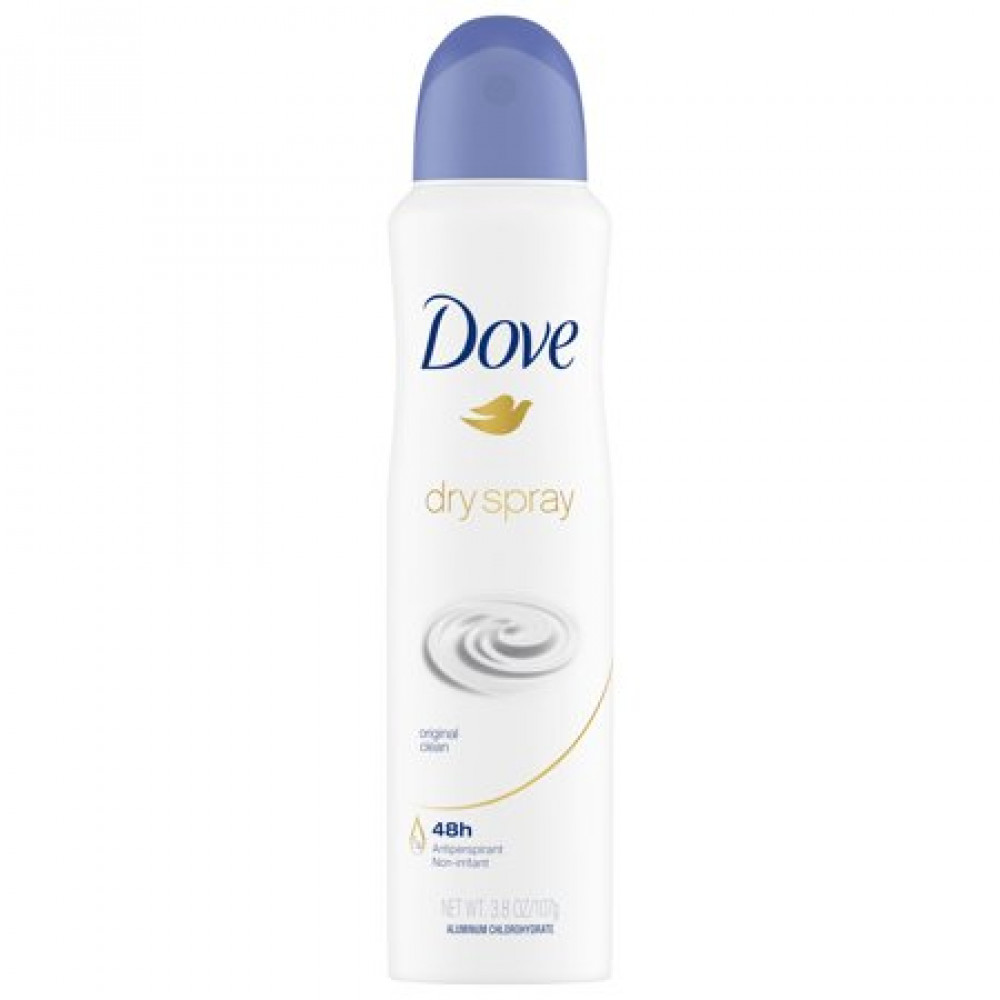 Dove
dry spray
original
clean
48h
Antiperspirant
Non-irritant
NET WT. 3.8 OZ/107g
ALUMINUM CHLOROHYDRATE